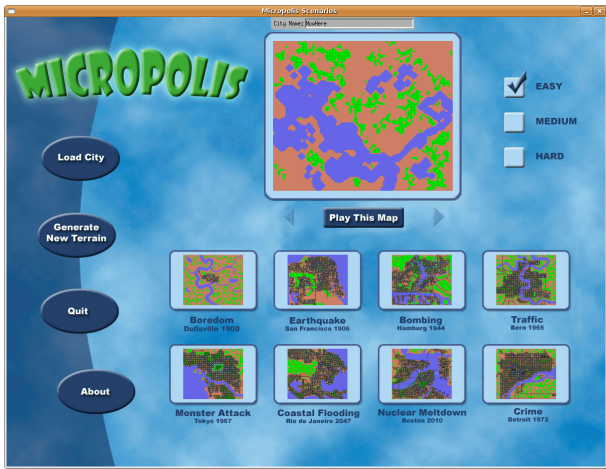 Micropolis Scenarios
City Name: NowHere
MICROPOLIS
EASY
MEDIUM
HARD
Load City
Generate
New Terrain
Quit
About
Play This Map
Boredom
Dullsville 1900
Earthquake
San Francisco 1906
Bombing
Hamburg 1944
Traffic
Bern 1965
Monster Attack
Tokyo 1967
Coastal Flooding
Rio de Janeiro 2047
Nuclear Meltdown
Boston 2010
Crime
Detroit 1972